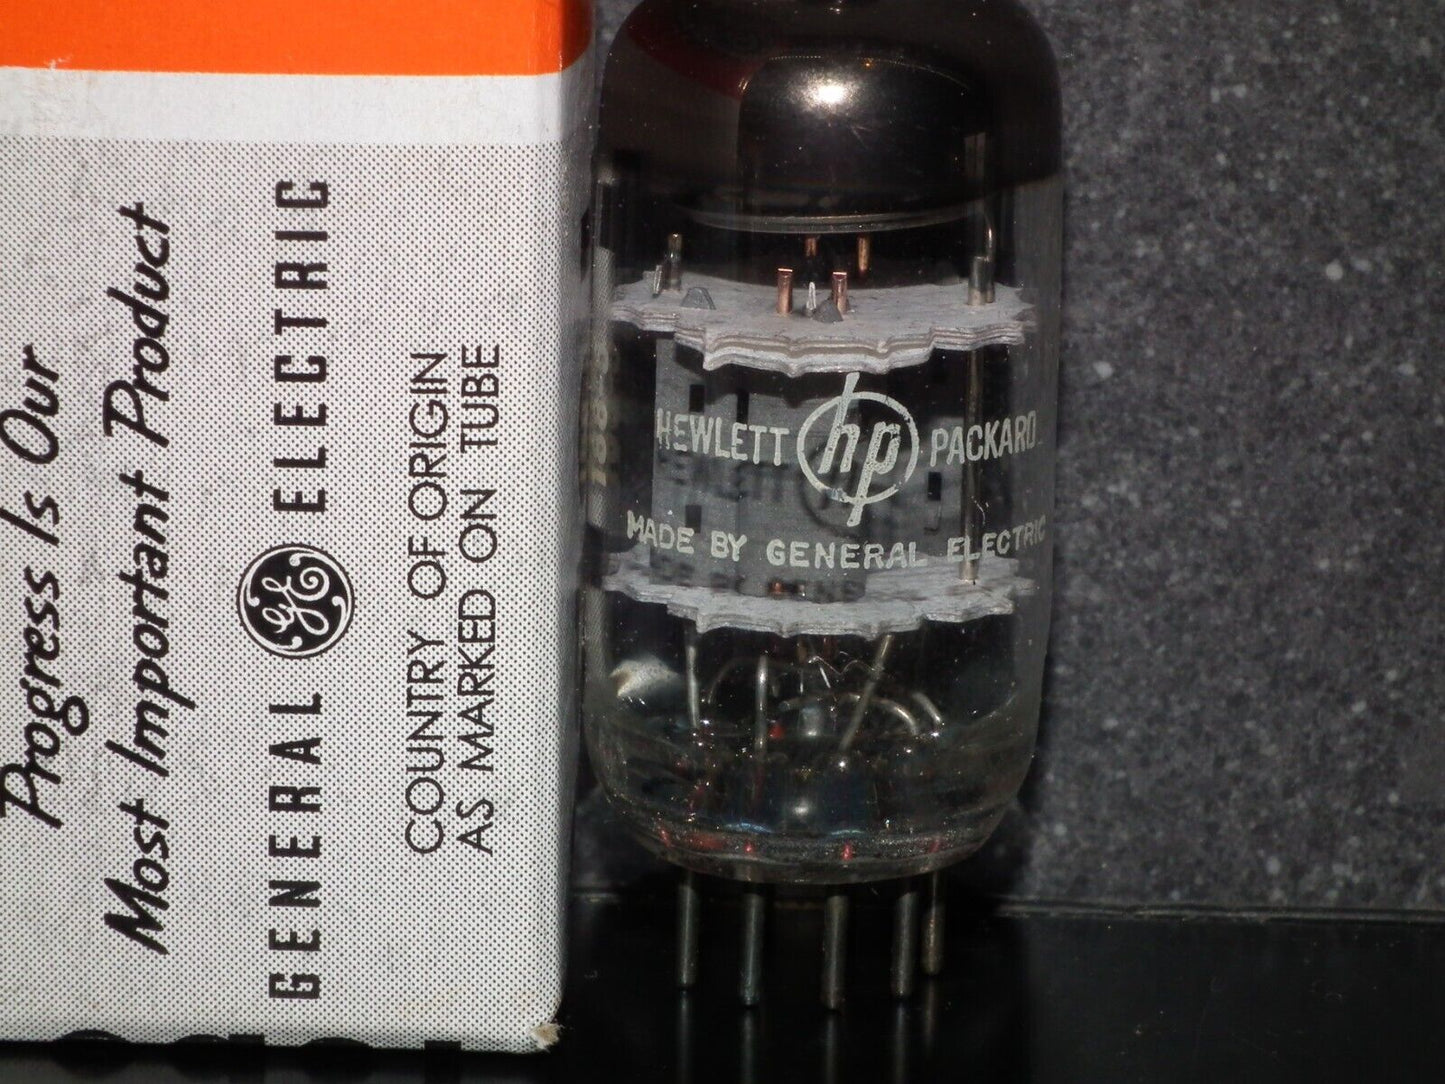 Progress Is Our
Most Important Product
GENERAL GE ELECTRIC
COUNTRY OF ORIGIN
AS MARKED ON TUBE
HEWLETT hp PACKARD
MADE BY GENERAL ELECTRIC